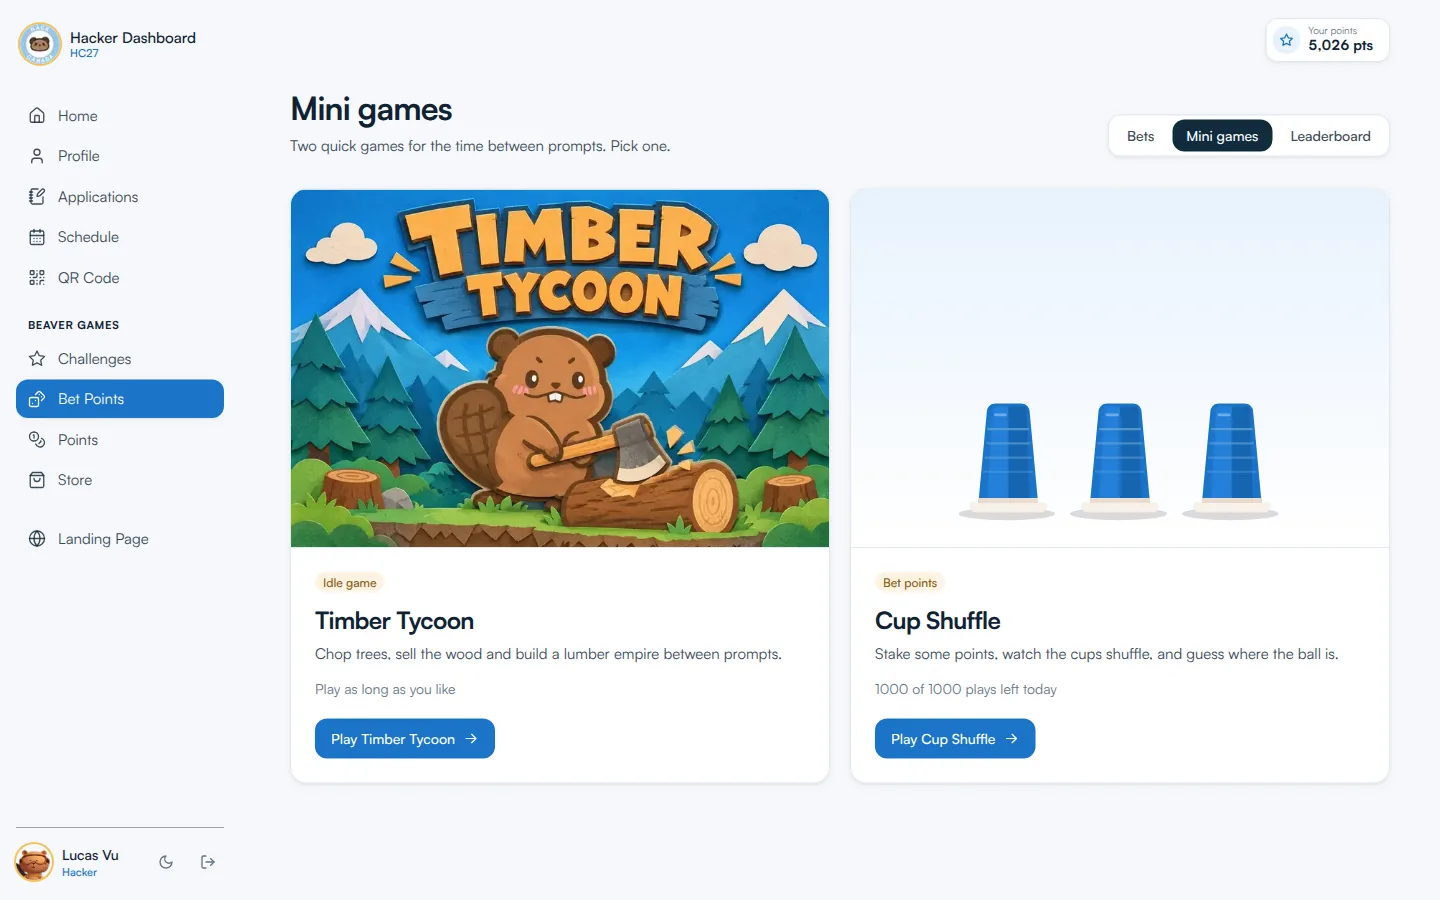 Hacker Dashboard
HC27
Your points
5,026 pts
Home
Profile
Applications
Schedule
QR Code
BEAVER GAMES
Challenges
Bet Points
Points
Store
Landing Page
Lucas Vu
Hacker
Mini games
Two quick games for the time between prompts. Pick one.
Bets
Mini games
Leaderboard
TIMBER
TYCOON
Idle game
Timber Tycoon
Chop trees, sell the wood and build a lumber empire between prompts.
Play as long as you like
Play Timber Tycoon
Bet points
Cup Shuffle
Stake some points, watch the cups shuffle, and guess where the ball is.
1000 of 1000 plays left today
Play Cup Shuffle